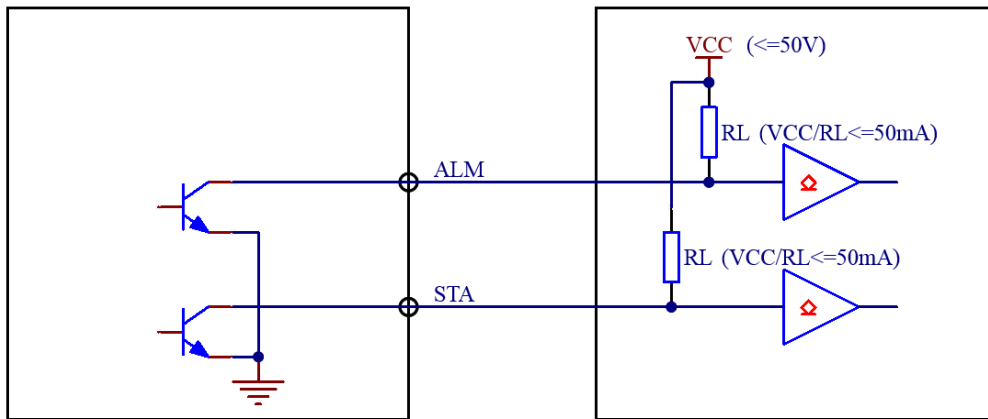 VCC (<=50V)
RL (VCC/RL<=50mA)
ALM
RL (VCC/RL<=50mA)
STA